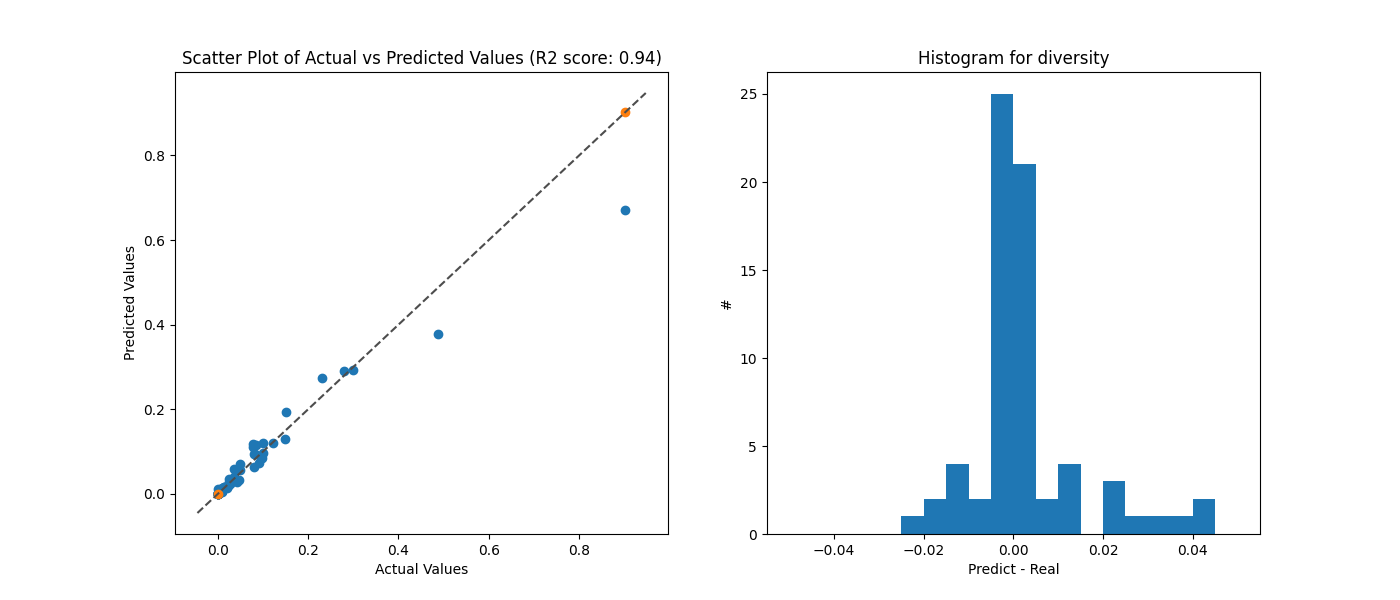 Scatter Plot of Actual vs Predicted Values (R2 score: 0.94)
Predicted Values
0.8
0.6
0.4
0.2
0.0
0.0 0.2 0.4 0.6 0.8
Actual Values
Histogram for diversity
#
25
20
15
10
5
0
−0.04 −0.02 0.00 0.02 0.04
Predict - Real